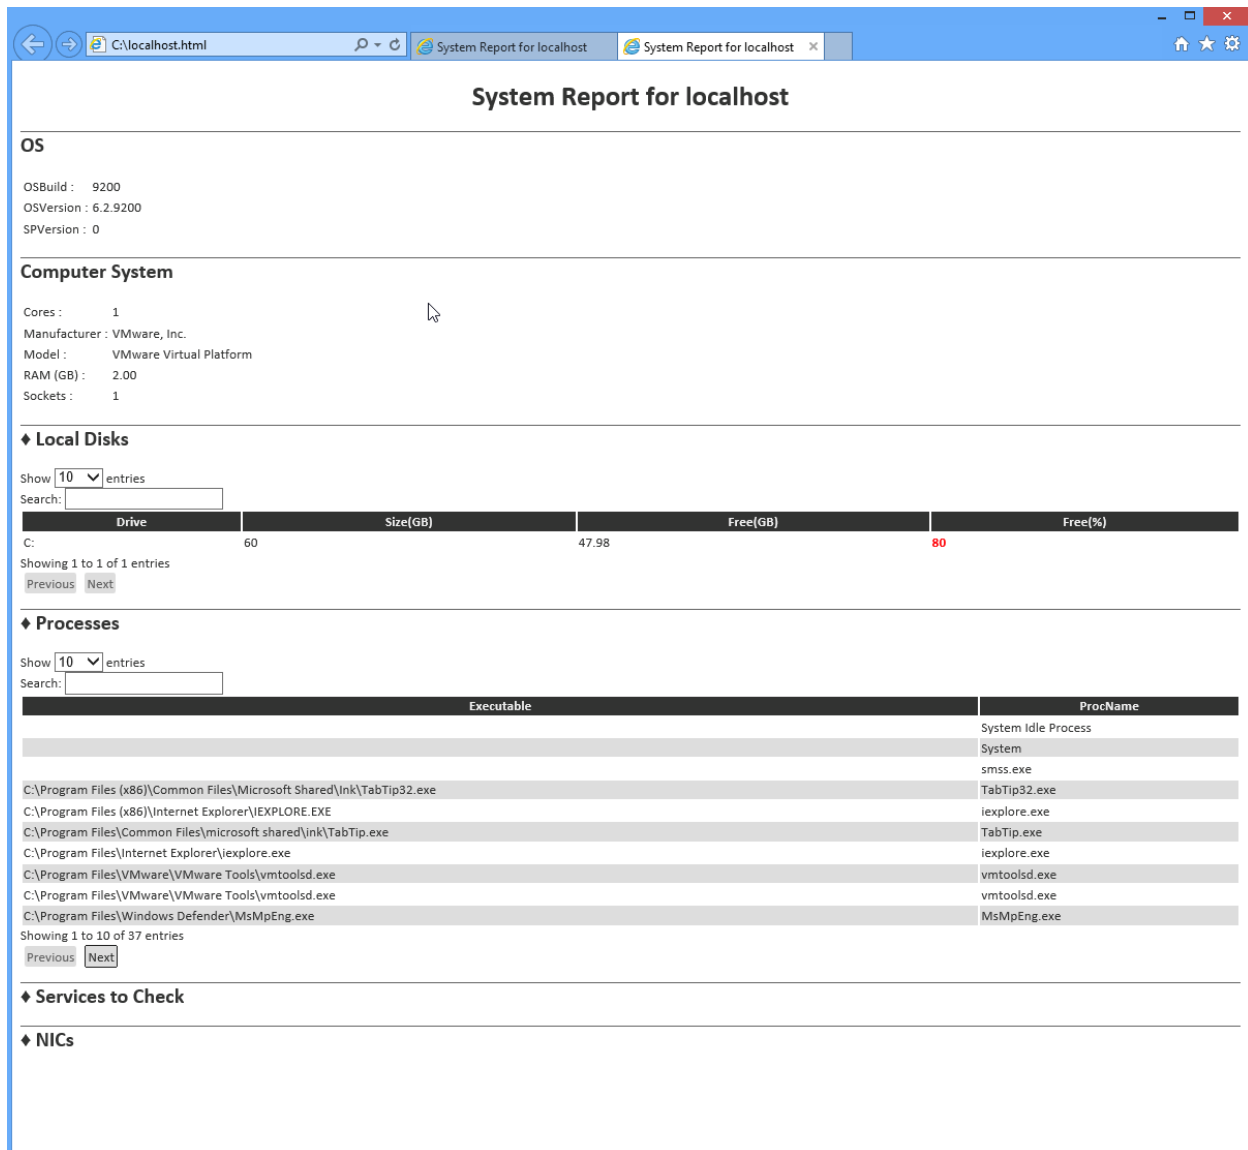 C:\localhost.html
System Report for localhost
System Report for localhost
System Report for localhost
OS
OSBuild : 9200
OSVersion : 6.2.9200
SPVersion : 0
Computer System
Cores : 1
Manufacturer : VMware, Inc.
Model : VMware Virtual Platform
RAM (GB) : 2.00
Sockets : 1
♦ Local Disks
Show 10 entries
Search:
Drive Size(GB) Free(GB) Free(%)
C: 60 47.98 80
Showing 1 to 1 of 1 entries
Previous Next
♦ Processes
Show 10 entries
Search:
Executable ProcName
System Idle Process
System
smss.exe
C:\Program Files (x86)\Common Files\Microsoft Shared\Ink\TabTip32.exe TabTip32.exe
C:\Program Files (x86)\Internet Explorer\IEXPLORE.EXE iexplore.exe
C:\Program Files\Common Files\microsoft shared\ink\TabTip.exe TabTip.exe
C:\Program Files\Internet Explorer\iexplore.exe iexplore.exe
C:\Program Files\VMware\VMware Tools\vmtoolsd.exe vmtoolsd.exe
C:\Program Files\VMware\VMware Tools\vmtoolsd.exe vmtoolsd.exe
C:\Program Files\Windows Defender\MsMpEng.exe MsMpEng.exe
Showing 1 to 10 of 37 entries
Previous Next
♦ Services to Check
♦ NICs